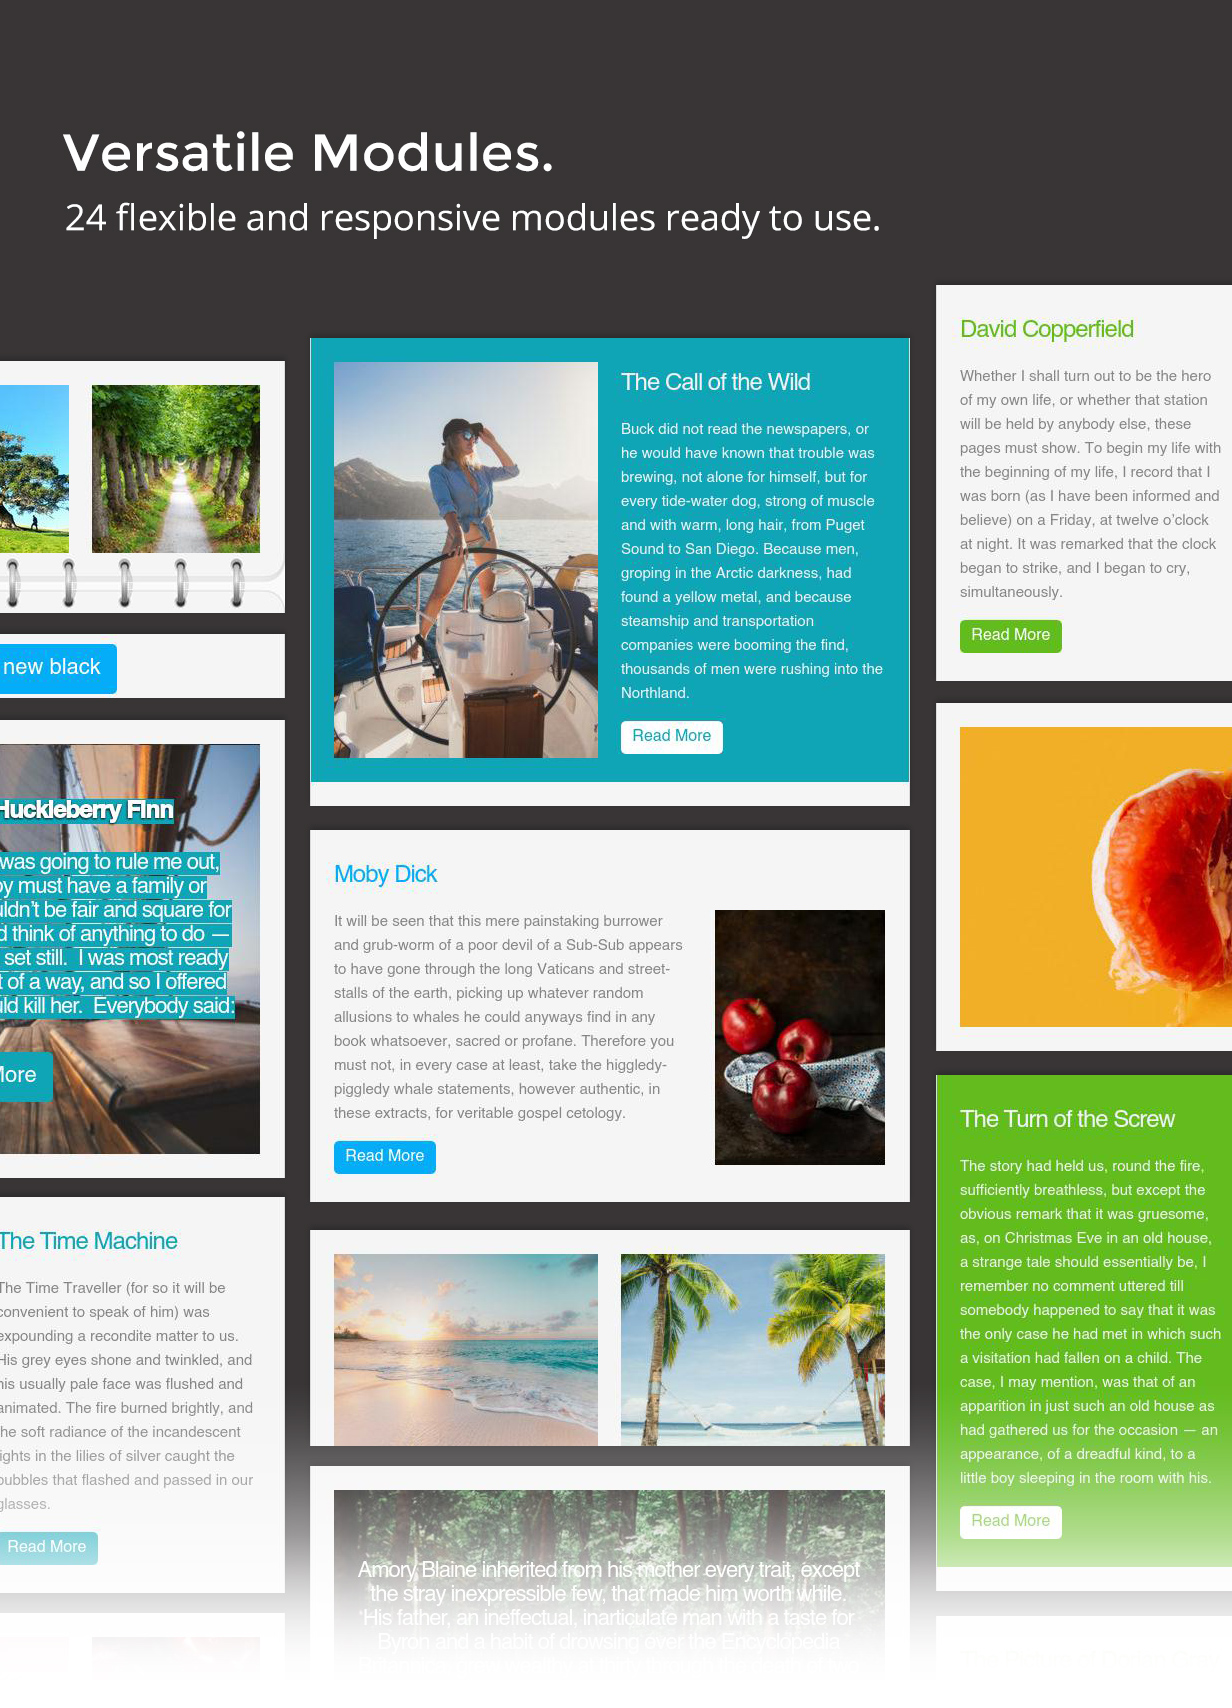 Versatile Modules.
24 flexible and responsive modules ready to use.
new black
Huckleberry Finn
was going to rule me out,
must have a family or
be fair and square for
think of anything to do —
set still. I was most ready
of a way, and so I offered
kill her. Everybody said:
More
The Time Machine
The Time Traveller (for so it will be
convenient to speak of him) was
expounding a recondite matter to us.
His grey eyes shone and twinkled, and
his usually pale face was flushed and
animated. The fire burned brightly, and
the soft radiance of the incandescent
lights in the lilies of silver caught the
bubbles that flashed and passed in our
glasses.
Read More
The Call of the Wild
Buck did not read the newspapers, or
he would have known that trouble was
brewing, not alone for himself, but for
every tide-water dog, strong of muscle
and with warm, long hair, from Puget
Sound to San Diego. Because men,
groping in the Arctic darkness, had
found a yellow metal, and because
steamship and transportation
companies were booming the find,
thousands of men were rushing into the
Northland.
Read More
Moby Dick
It will be seen that this mere painstaking burrower
and grub-worm of a poor devil of a Sub-Sub appears
to have gone through the long Vaticans and street-
stalls of the earth, picking up whatever random
allusions to whales he could anyways find in any
book whatsoever, sacred or profane. Therefore you
must not, in every case at least, take the higgledy-
piggledy whale statements, however authentic, in
these extracts, for veritable gospel cetology.
Read More
Amory Blaine inherited from his mother every trait, except
the stray inexpressible few, that made him worth while.
His father, an ineffectual, inarticulate man with a taste for
Byron and a habit of drowsing over the Encyclopedia
David Copperfield
Whether I shall turn out to be the hero
of my own life, or whether that station
will be held by anybody else, these
pages must show. To begin my life with
the beginning of my life, I record that I
was born (as I have been informed and
believe) on a Friday, at twelve o'clock
at night. It was remarked that the clock
began to strike, and I began to cry,
simultaneously.
Read More
The Turn of the Screw
The story had held us, round the fire,
sufficiently breathless, but except the
obvious remark that it was gruesome,
as, on Christmas Eve in an old house,
a strange tale should essentially be, I
remember no comment uttered till
somebody happened to say that it was
the only case he had met in which such
a visitation had fallen on a child. The
case, I may mention, was that of an
apparition in just such an old house as
had gathered us for the occasion — an
appearance, of a dreadful kind, to a
little boy sleeping in the room with his.
Read More